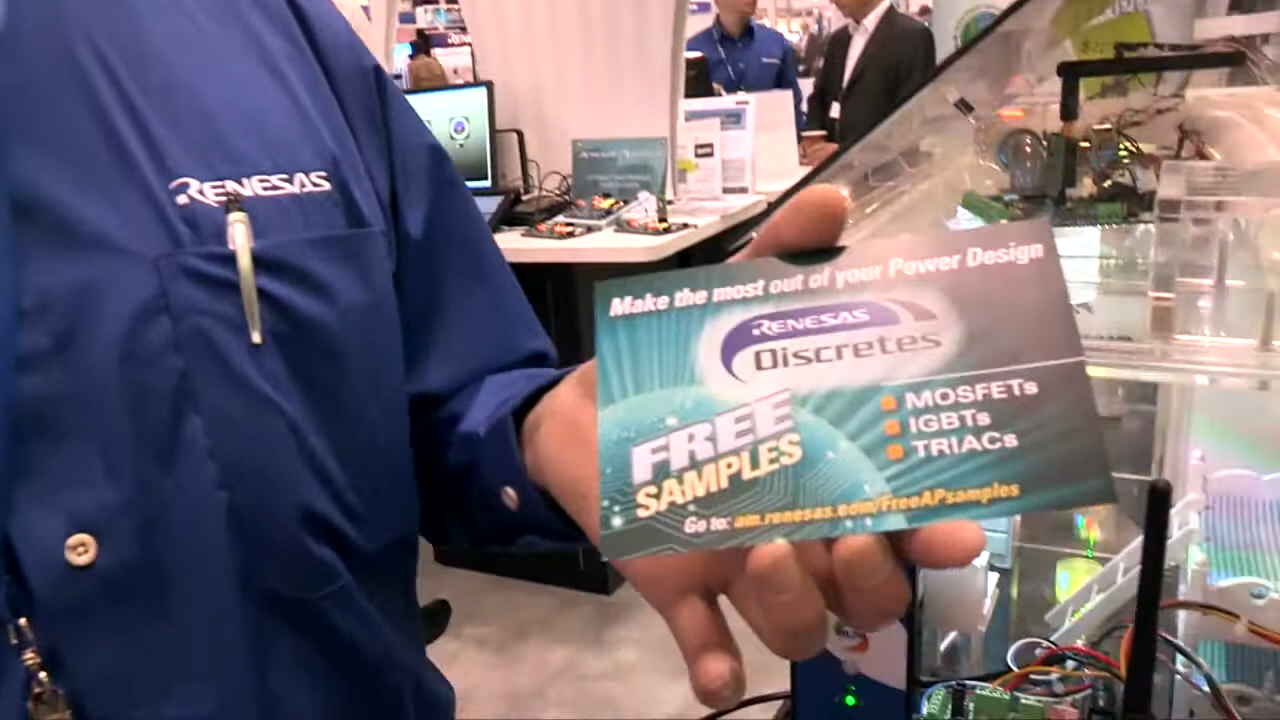 RENESAS
Make the most out of your Power Design
RENESAS
Discretes
FREE
SAMPLES
MOSFETs
IGBTs
TRIACs
Go to: am.renesas.com/FreeAPsamples